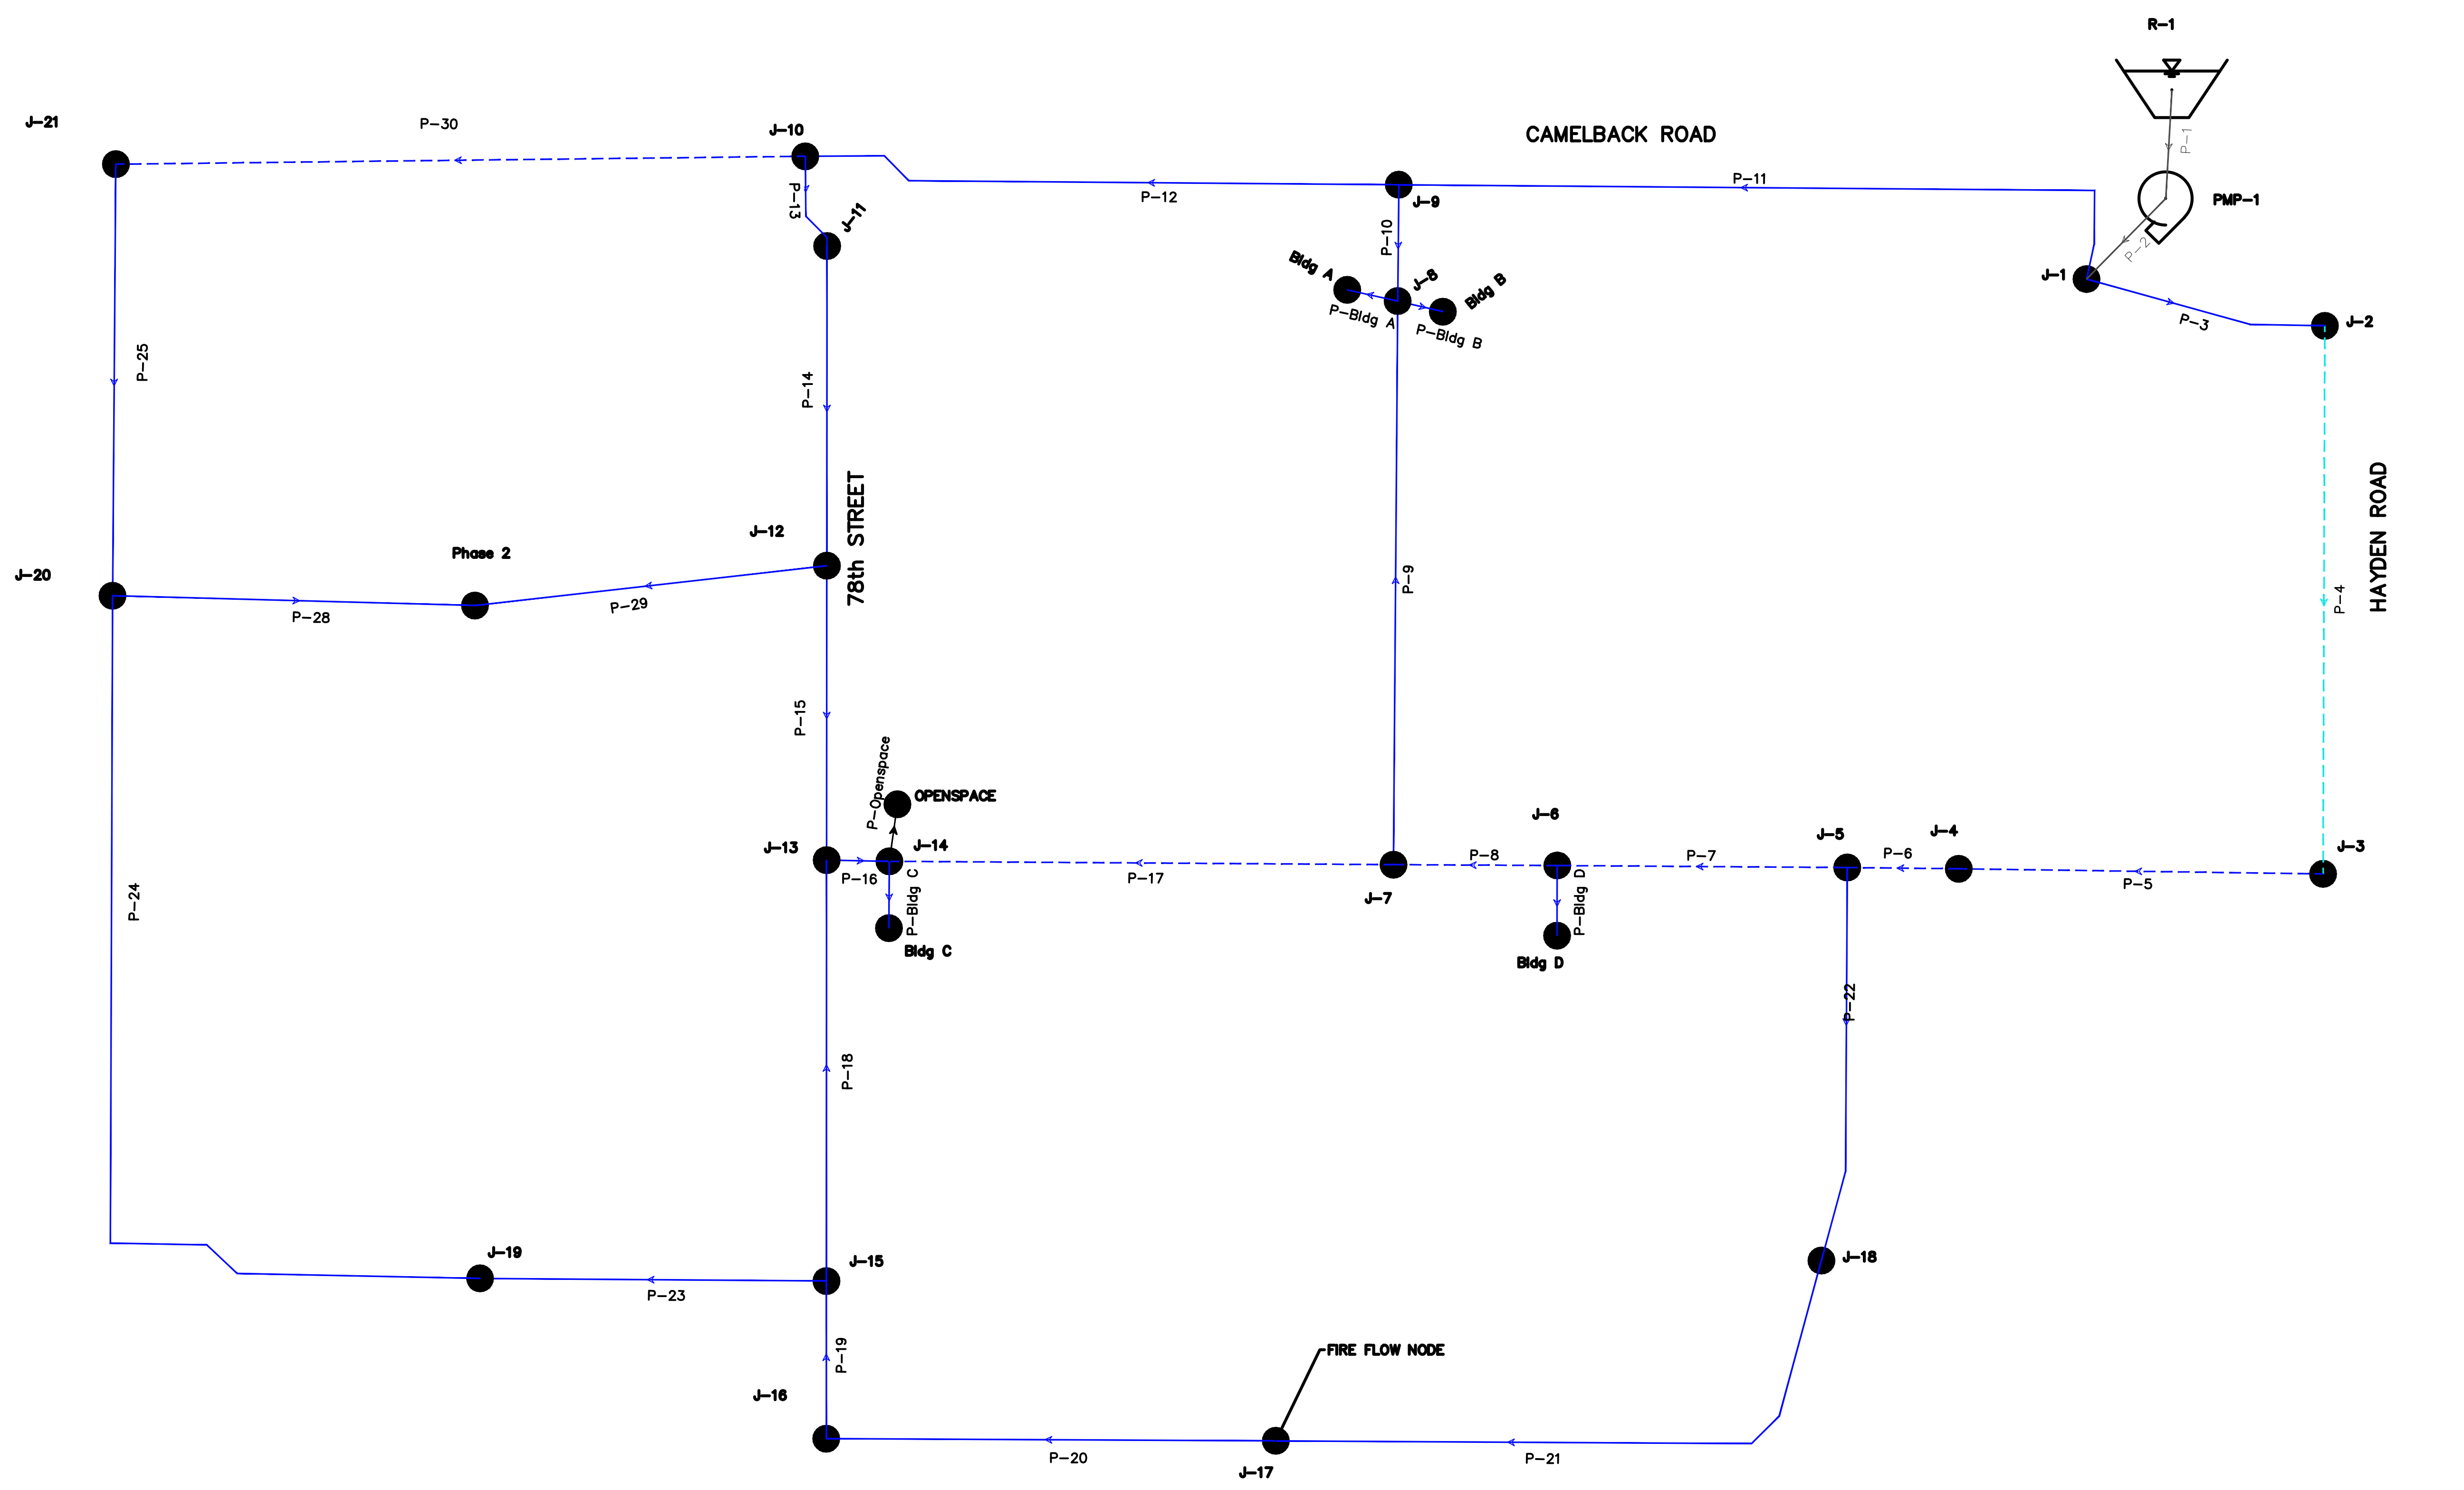 R-1
J-21
P-30
J-10
CAMELBACK ROAD
P-1
P-11
P-12
J-9
PMP-1
P-13
J-11
P-10
P-2
Bldg A
J-8
Bldg B
J-1
P-Bldg A
P-Bldg B
P-3
J-2
P-25
P-14
HAYDEN ROAD
78th STREET
J-12
Phase 2
J-20
P-28
P-29
P-9
P-4
P-15
P-Openspace
OPENSPACE
J-6
J-13
J-14
J-5
J-4
J-3
P-16
P-17
P-8
P-7
P-6
P-5
J-7
P-24
P-Bldg C
P-Bldg D
Bldg C
Bldg D
P-22
P-18
J-19
J-15
J-18
P-23
P-19
FIRE FLOW NODE
J-16
P-20
J-17
P-21